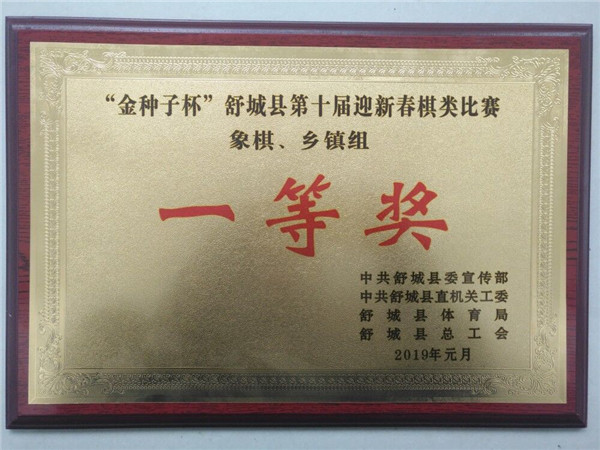 “金种子杯”舒城县第十届迎新春棋类比赛
象棋、乡镇组
一等奖
中共舒城县委宣传部
中共舒城县直机关工委
舒城县体育局
舒城县总工会
2019年元月